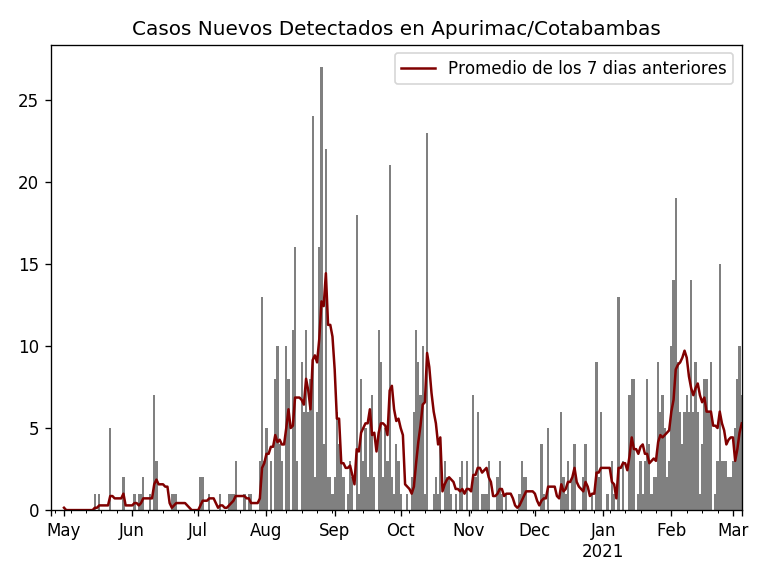 Casos Nuevos Detectados en Apurimac/Cotabambas
Promedio de los 7 dias anteriores
25
20
15
10
5
0
May Jun Jul Aug Sep Oct Nov Dec Jan Feb Mar
2021